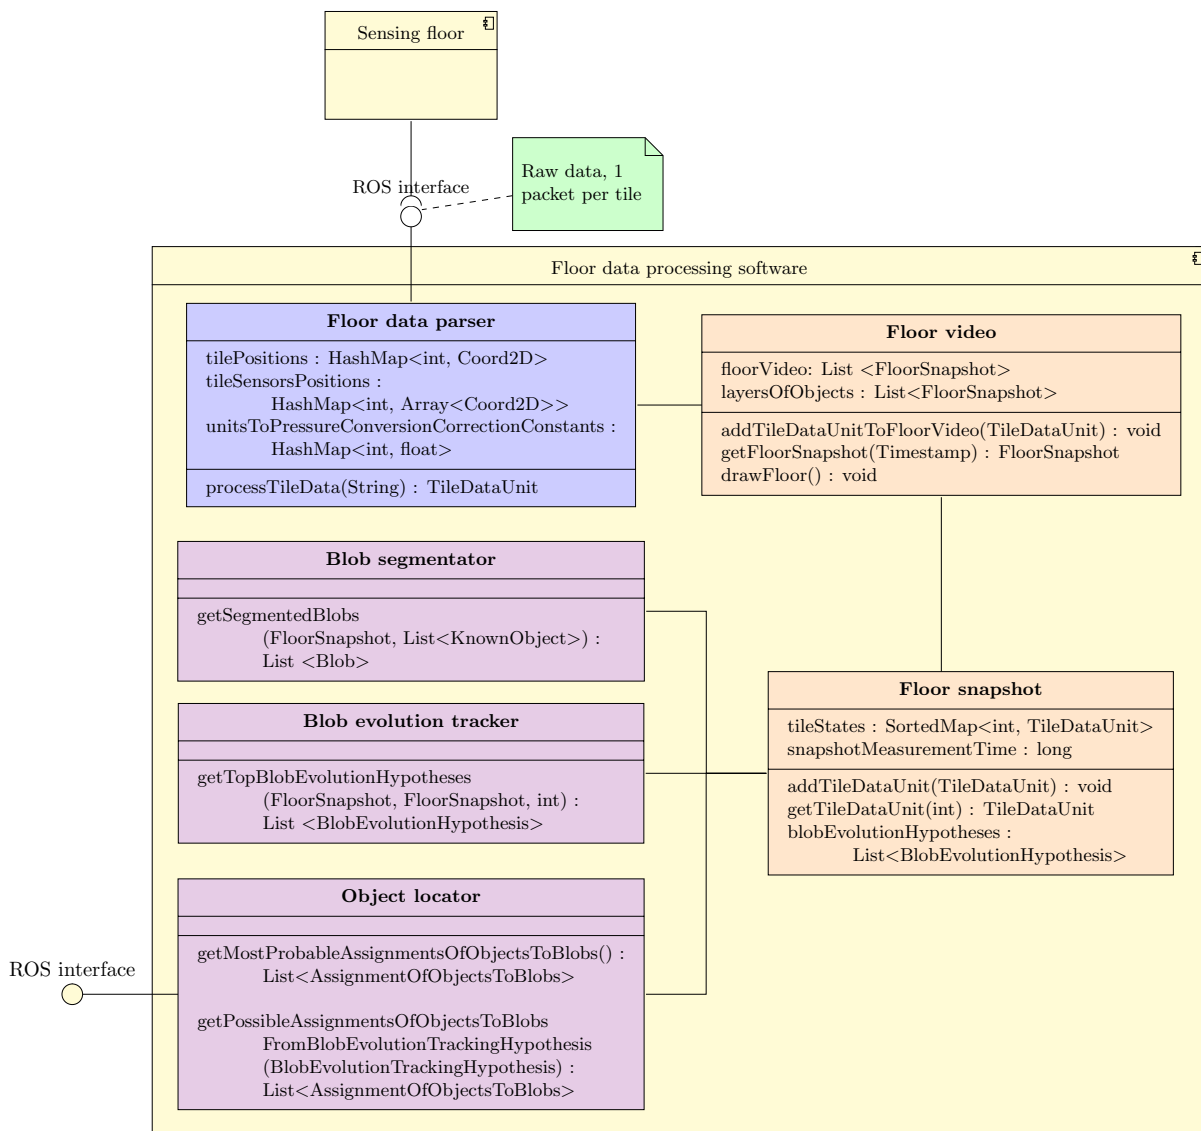 Sensing floor
ROS interface
Raw data, 1
packet per tile
Floor data processing software
Floor data parser
tilePositions : HashMap<int, Coord2D>
tileSensorsPositions :
HashMap<int, Array<Coord2D>>
unitsToPressureConversionCorrectionConstants :
HashMap<int, float>
processTileData(String) : TileDataUnit
Floor video
floorVideo: List <FloorSnapshot>
layersOfObjects : List<FloorSnapshot>
addTileDataUnitToFloorVideo(TileDataUnit) : void
getFloorSnapshot(Timestamp) : FloorSnapshot
drawFloor() : void
Blob segmentator
getSegmentedBlobs
(FloorSnapshot, List<KnownObject>) :
List <Blob>
Blob evolution tracker
getTopBlobEvolutionHypotheses
(FloorSnapshot, FloorSnapshot, int) :
List <BlobEvolutionHypothesis>
Floor snapshot
tileStates : SortedMap<int, TileDataUnit>
snapshotMeasurementTime : long
addTileDataUnit(TileDataUnit) : void
getTileDataUnit(int) : TileDataUnit
blobEvolutionHypotheses :
List<BlobEvolutionHypothesis>
Object locator
getMostProbableAssignmentsOfObjectsToBlobs() :
List<AssignmentOfObjectsToBlobs>
getPossibleAssignmentsOfObjectsToBlobs
FromBlobEvolutionTrackingHypothesis
(BlobEvolutionTrackingHypothesis) :
List<AssignmentOfObjectsToBlobs>
ROS interface